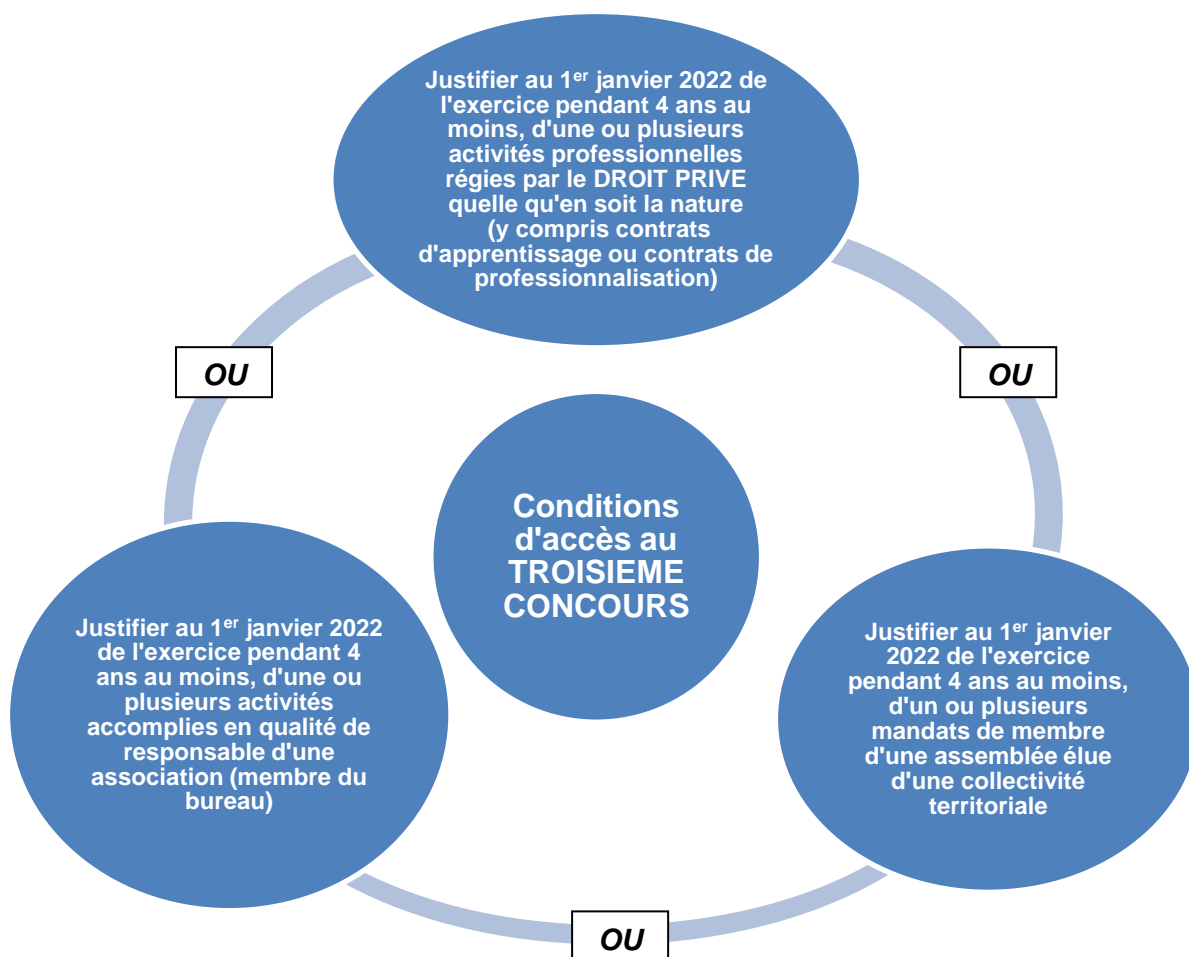 Justifier au 1er janvier 2022 de
l'exercice pendant 4 ans au
moins, d'une ou plusieurs
activités professionnelles
régies par le DROIT PRIVE
quelle qu'en soit la nature
(y compris contrats
d'apprentissage ou contrats de
professionnalisation)
OU
OU
Conditions
d'accès au
TROISIEME
CONCOURS
Justifier au 1er janvier 2022
de l'exercice pendant 4
ans au moins, d'une ou
plusieurs activités
accomplies en qualité de
responsable d'une
association (membre du
bureau)
Justifier au 1er janvier
2022 de l'exercice
pendant 4 ans au moins,
d'un ou plusieurs
mandats de membre
d'une assemblée élue
d'une collectivité
territoriale
OU